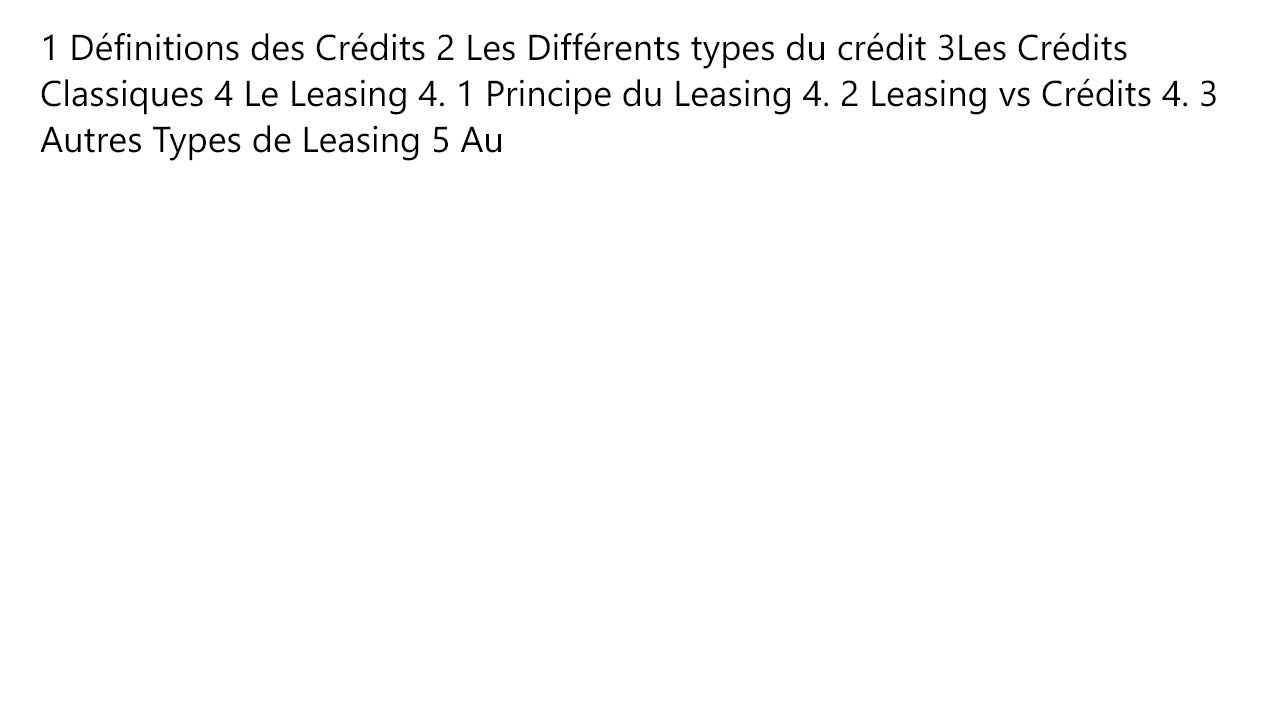 1 Définitions des Crédits 2 Les Différents types du crédit 3Les Crédits
Classiques 4 Le Leasing 4. 1 Principe du Leasing 4. 2 Leasing vs Crédits 4. 3
Autres Types de Leasing 5 Au